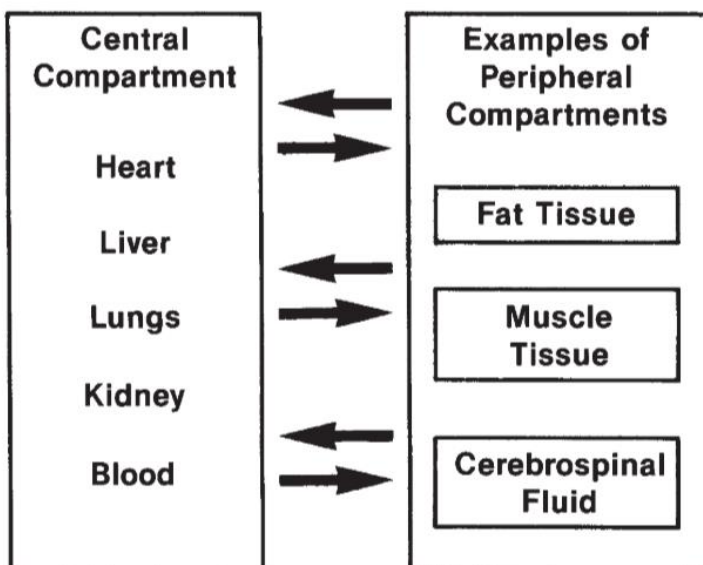 Central
Compartment
Heart
Liver
Lungs
Kidney
Blood
Examples of
Peripheral
Compartments
Fat Tissue
Muscle
Tissue
Cerebrospinal
Fluid